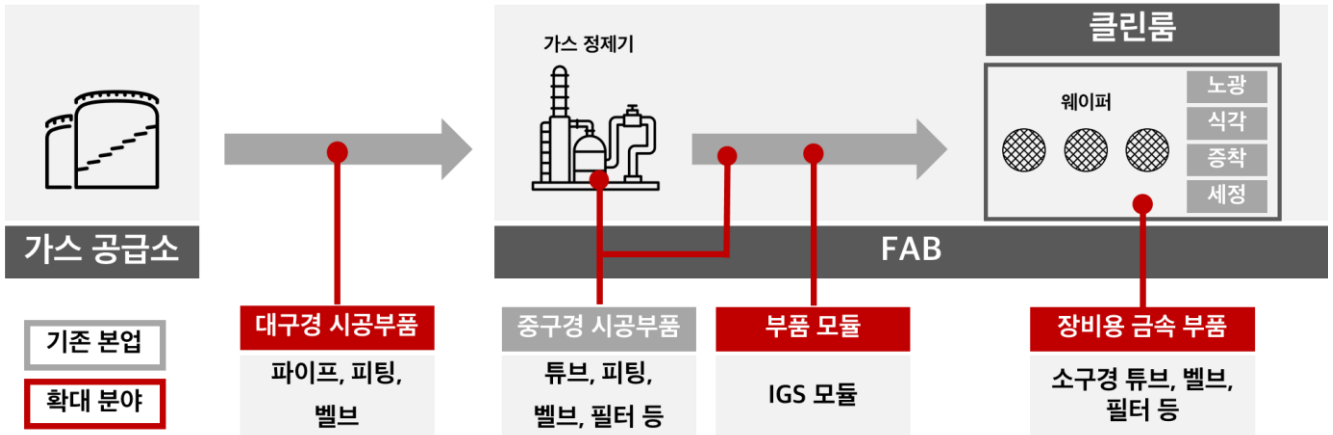 가스 정제기
클린룸
웨이퍼
노광
식각
증착
세정
가스 공급소
FAB
기존 본업
확대 분야
대구경 시공부품
파이프, 피팅,
벨브
중구경 시공부품
튜브, 피팅,
벨브, 필터 등
부품 모듈
IGS 모듈
장비용 금속 부품
소구경 튜브, 벨브,
필터 등